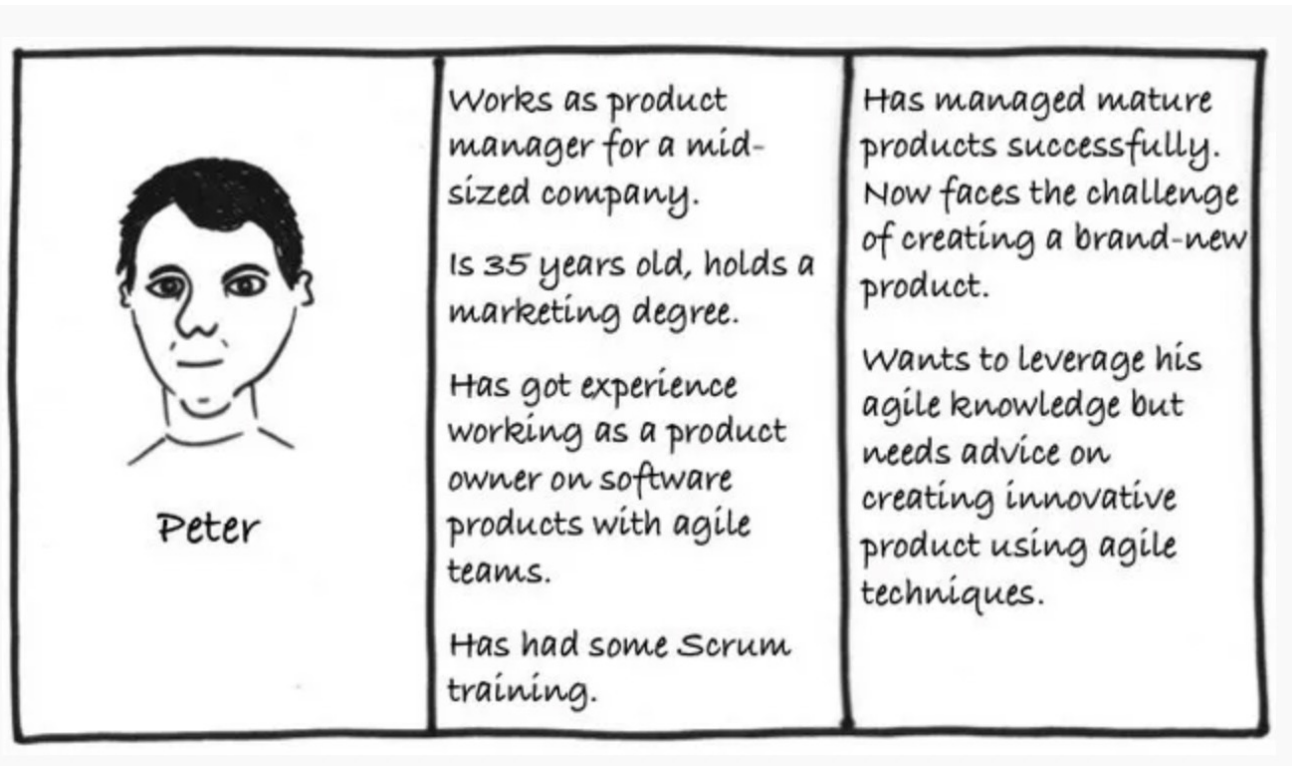 Peter
Works as product
manager for a mid-
sized company.
Is 35 years old, holds a
marketing degree.
Has got experience
working as a product
owner on software
products with agile
teams.
Has had some Scrum
training.
Has managed mature
products successfully.
Now faces the challenge
of creating a brand-new
product.
Wants to leverage his
agile knowledge but
needs advice on
creating innovative
product using agile
techniques.